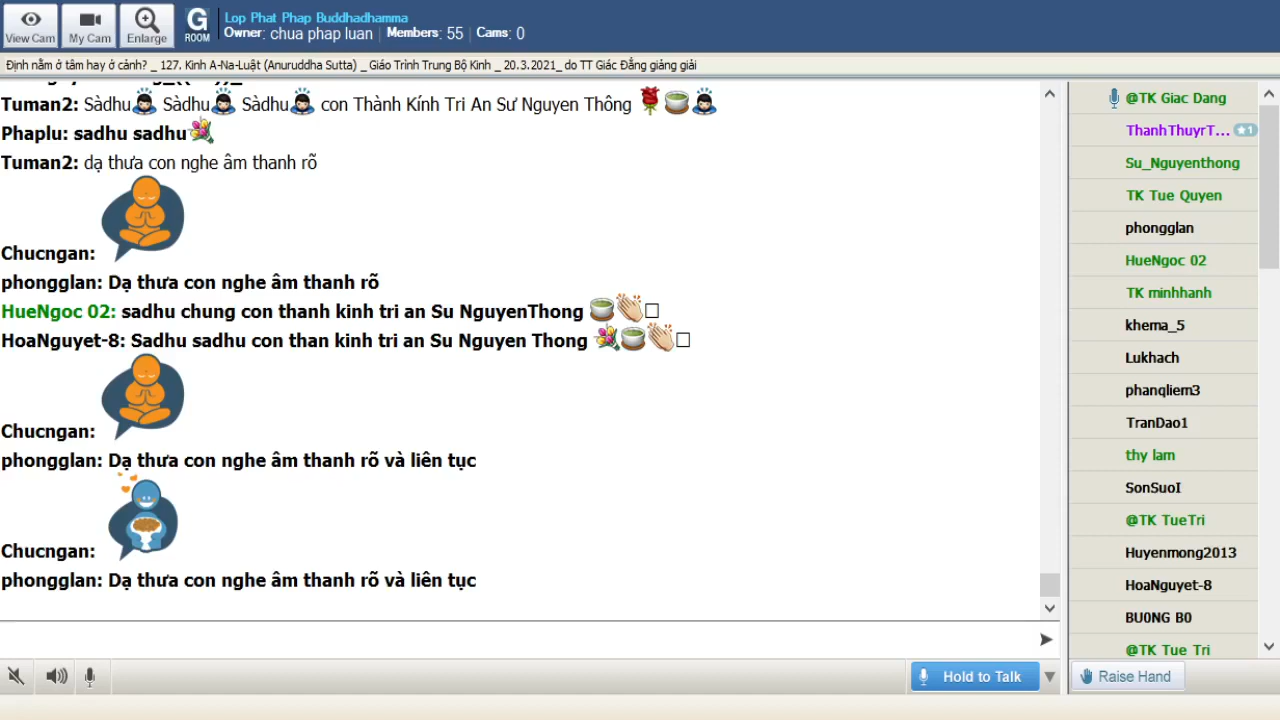 View Cam
My Cam
Enlarge
G
ROOM
Lop Phat Phap Buddhadhamma
Owner: chua phap luan | Members: 55 | Cams: 0
Định nằm ở tâm hay ở cảnh? _ 127. Kinh A-Na-Luật (Anuruddha Sutta) _ Giáo Trình Trung Bộ Kinh _ 20.3.2021_ do TT Giác Đẳng giảng giải
Tuman2: Sàdhu Sàdhu Sàdhu con Thành Kính Tri An Sư Nguyen Thông
Phaplu: sadhu sadhu
Tuman2: dạ thưa con nghe âm thanh rõ
Chucngan:
phongglan: Dạ thưa con nghe âm thanh rõ
HueNgoc 02: sadhu chung con thanh kinh tri an Su NguyenThong
HoaNguyet-8: Sadhu sadhu con than kinh tri an Su Nguyen Thong
Chucngan:
phongglan: Dạ thưa con nghe âm thanh rõ và liên tục
Chucngan:
phongglan: Dạ thưa con nghe âm thanh rõ và liên tục
@TK Giac Dang
ThanhThuyrT... 1
Su_Nguyenthong
TK Tue Quyen
phongglan
HueNgoc 02
TK minhhanh
khema_5
Lukhach
phanqliem3
TranDao1
thy lam
SonSuoI
@TK TueTri
Huyenmong2013
HoaNguyet-8
BU0NG B0
@TK Tue Tri
Hold to Talk
Raise Hand